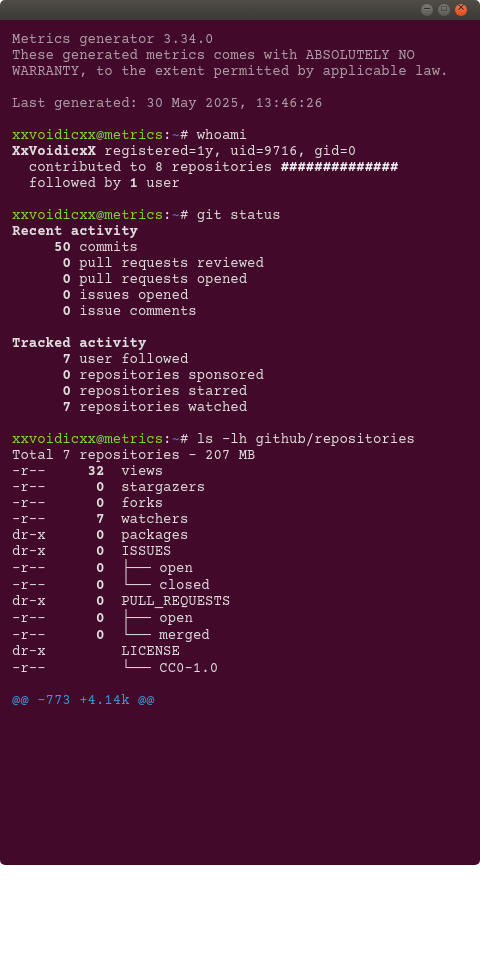 Metrics generator 3.34.0
These generated metrics comes with ABSOLUTELY NO
WARRANTY, to the extent permitted by applicable law.
Last generated: 30 May 2025, 13:46:26
xxvoidicxx@metrics:~# whoami
XxVoidicxX registered=1y, uid=9716, gid=0
contributed to 8 repositories ##############
followed by 1 user
xxvoidicxx@metrics:~# git status
Recent activity
50 commits
0 pull requests reviewed
0 pull requests opened
0 issues opened
0 issue comments
Tracked activity
7 user followed
0 repositories sponsored
0 repositories starred
7 repositories watched
xxvoidicxx@metrics:~# ls -lh github/repositories
Total 7 repositories - 207 MB
-r-- 32 views
-r-- 0 stargazers
-r-- 0 forks
-r-- 7 watchers
dr-x 0 packages
dr-x 0 ISSUES
-r-- 0 ├── open
-r-- 0 └── closed
dr-x 0 PULL_REQUESTS
-r-- 0 ├── open
-r-- 0 └── merged
dr-x LICENSE
-r-- └── CC0-1.0
@@ -773 +4.14k @@